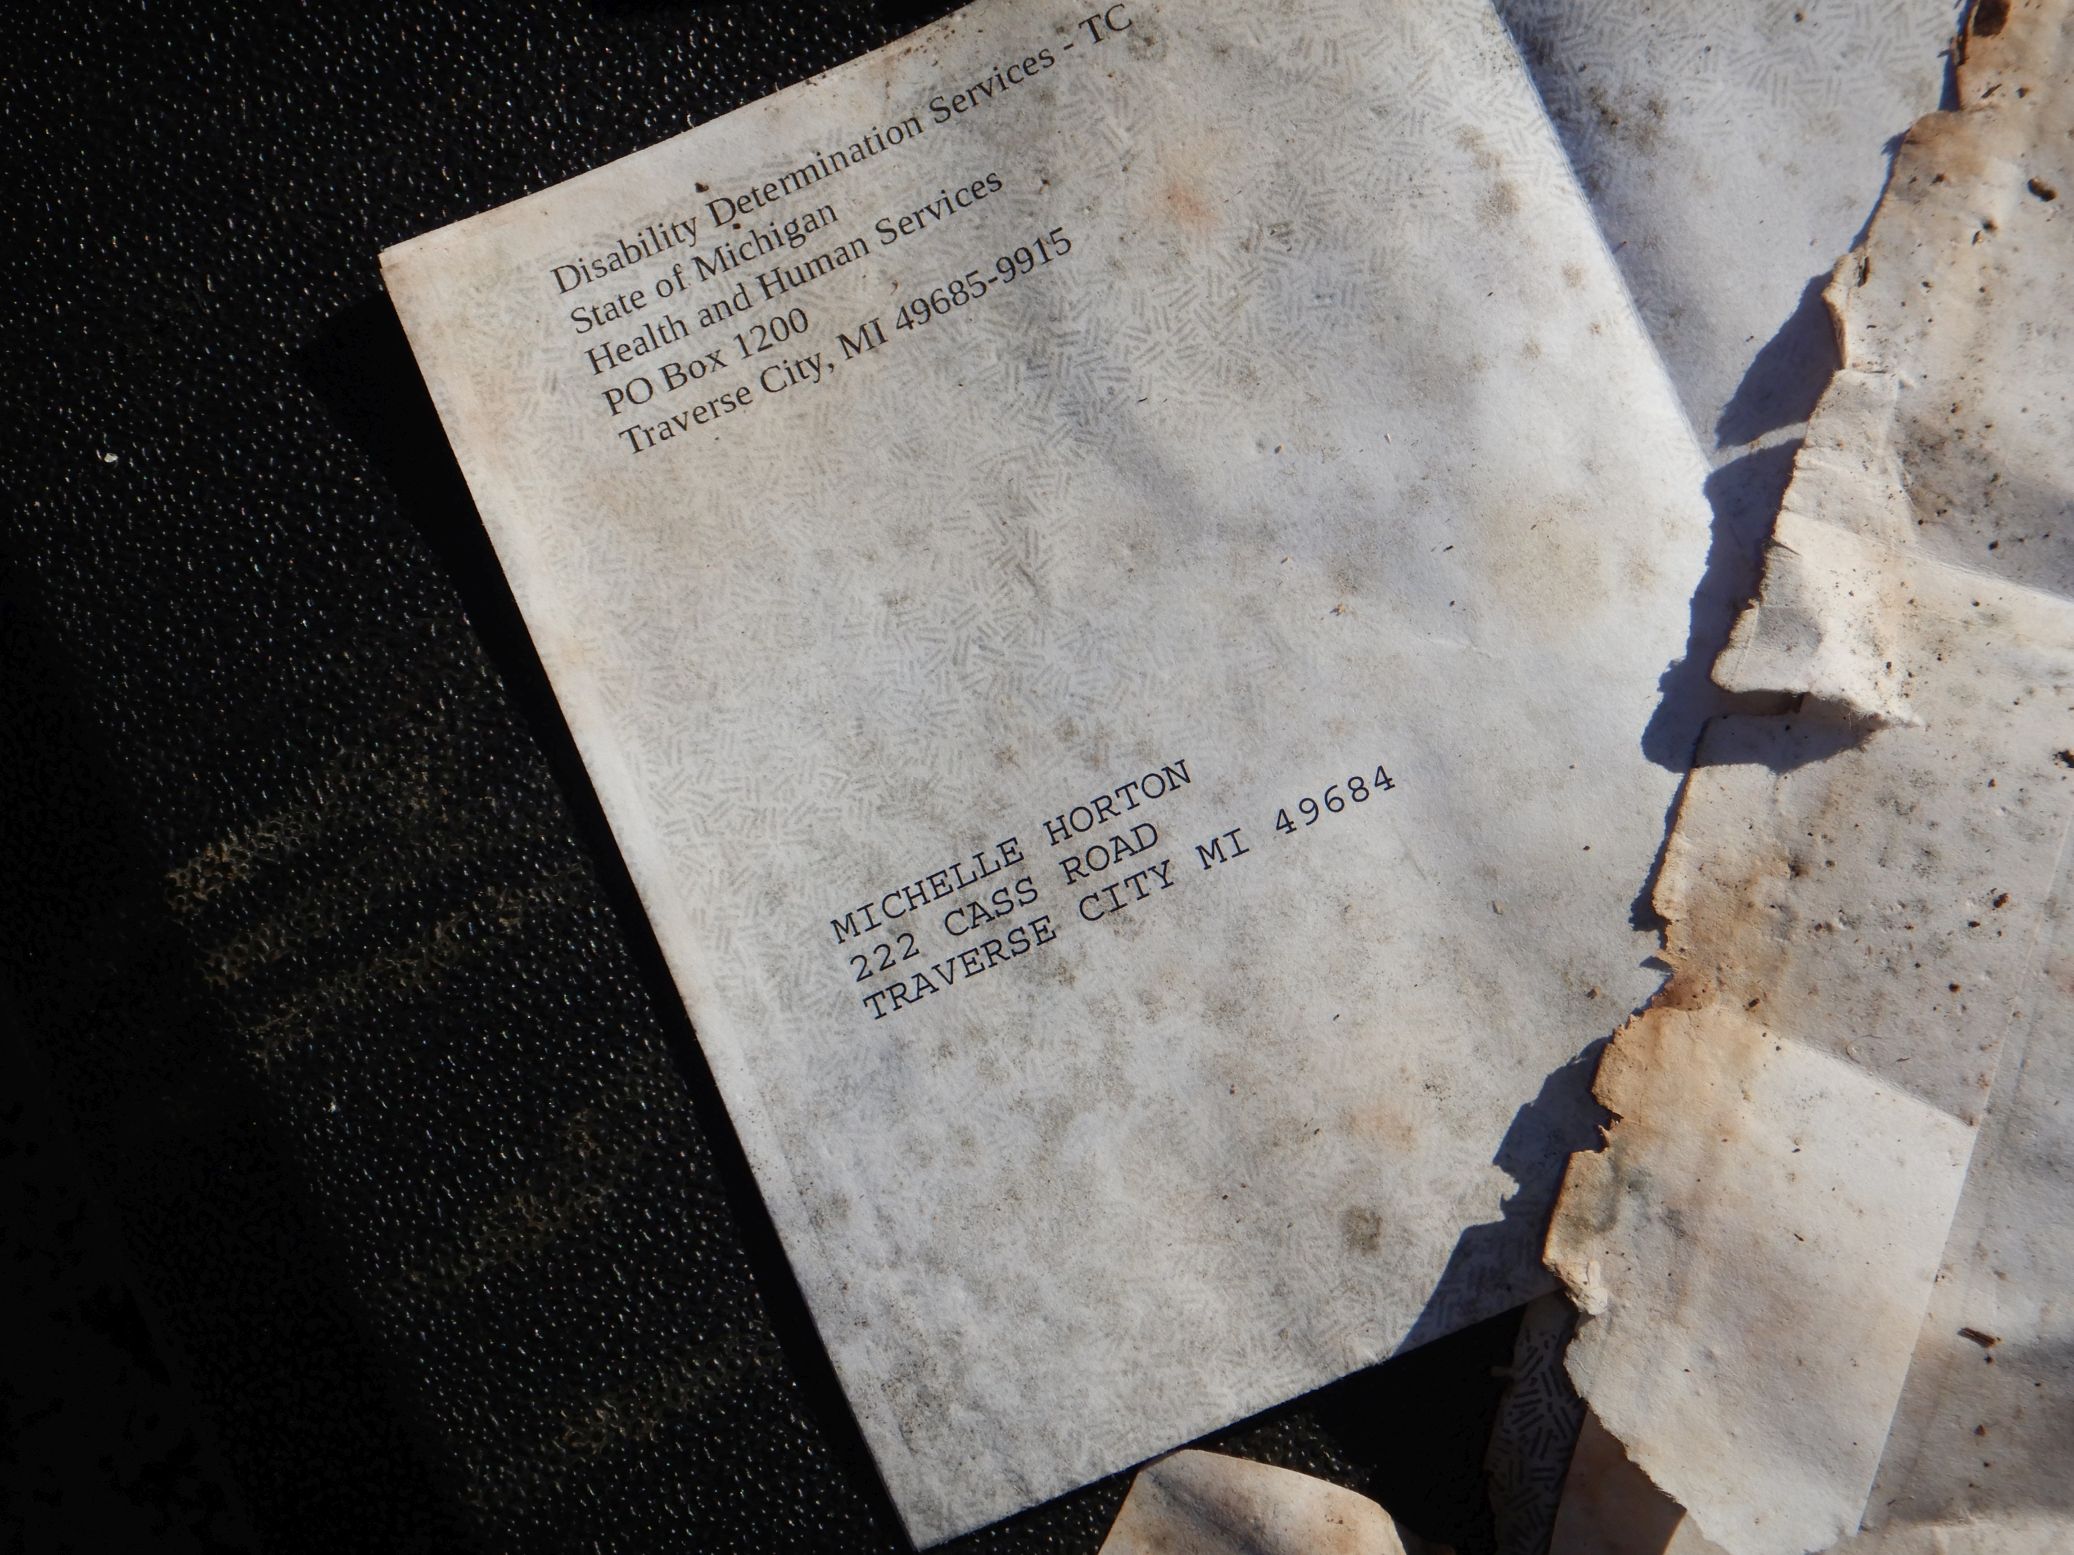 Disability Determination Services - TC
State of Michigan
Health and Human Services
PO Box 1200
Traverse City, MI 49685-9915
MICHELLE HORTON
222 CASS ROAD
TRAVERSE CITY MI 49684